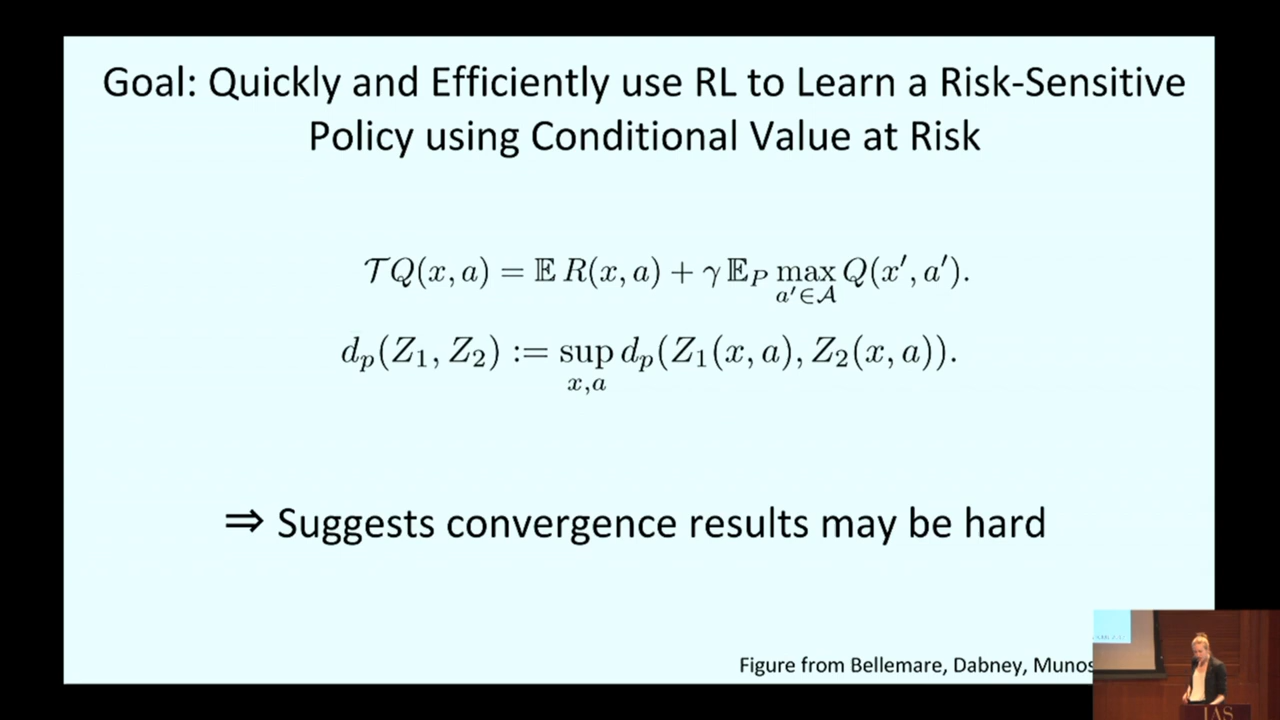 Goal: Quickly and Efficiently use RL to Learn a Risk-Sensitive
Policy using Conditional Value at Risk
𝒯Q(x, a) = 𝔼 R(x, a) + γ 𝔼_P max_{a′∈𝒜} Q(x′, a′).
d_p(Z_1, Z_2) := sup_{x,a} d_p(Z_1(x, a), Z_2(x, a)).
⇒ Suggests convergence results may be hard
Figure from Bellemare, Dabney, Munos
IAS